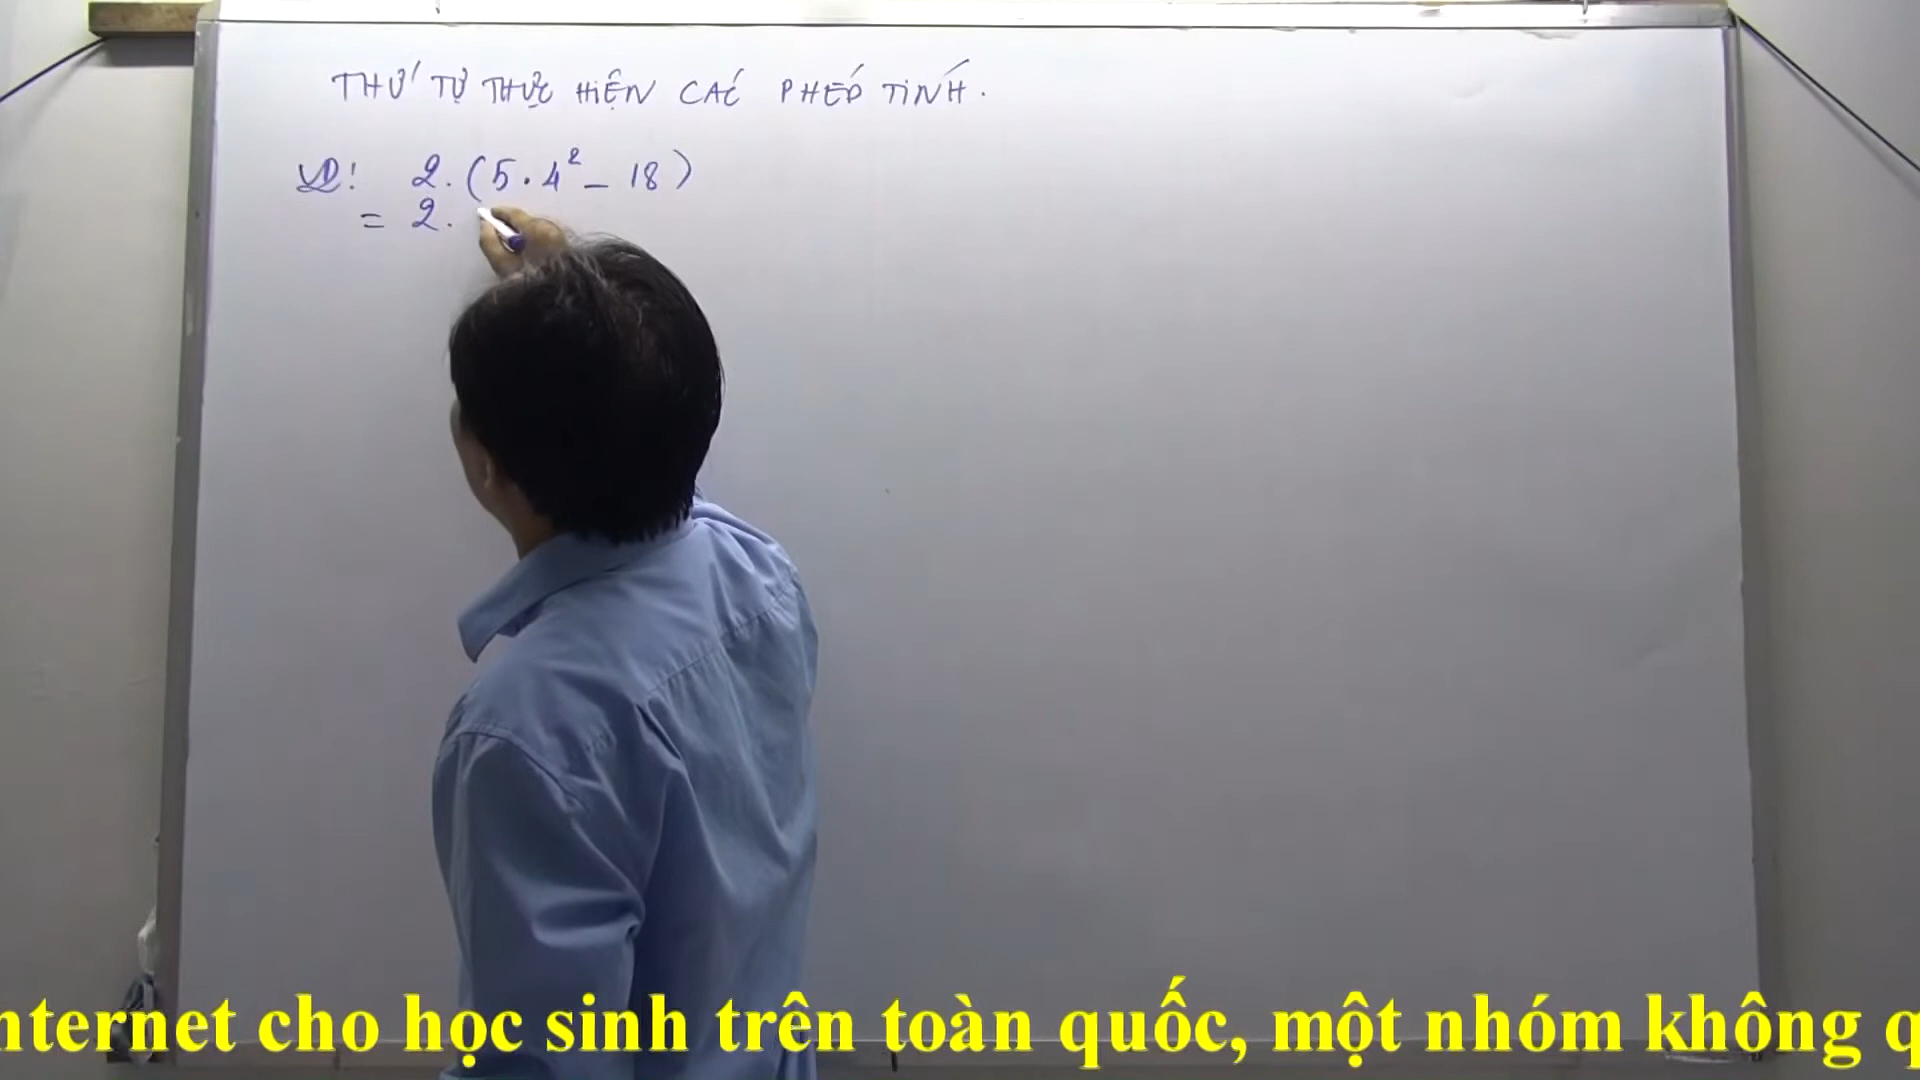 THỨ TỰ THỰC HIỆN CÁC PHÉP TÍNH.
VD: 2.(5.4² - 18)
= 2.
nternet cho học sinh trên toàn quốc, một nhóm không q